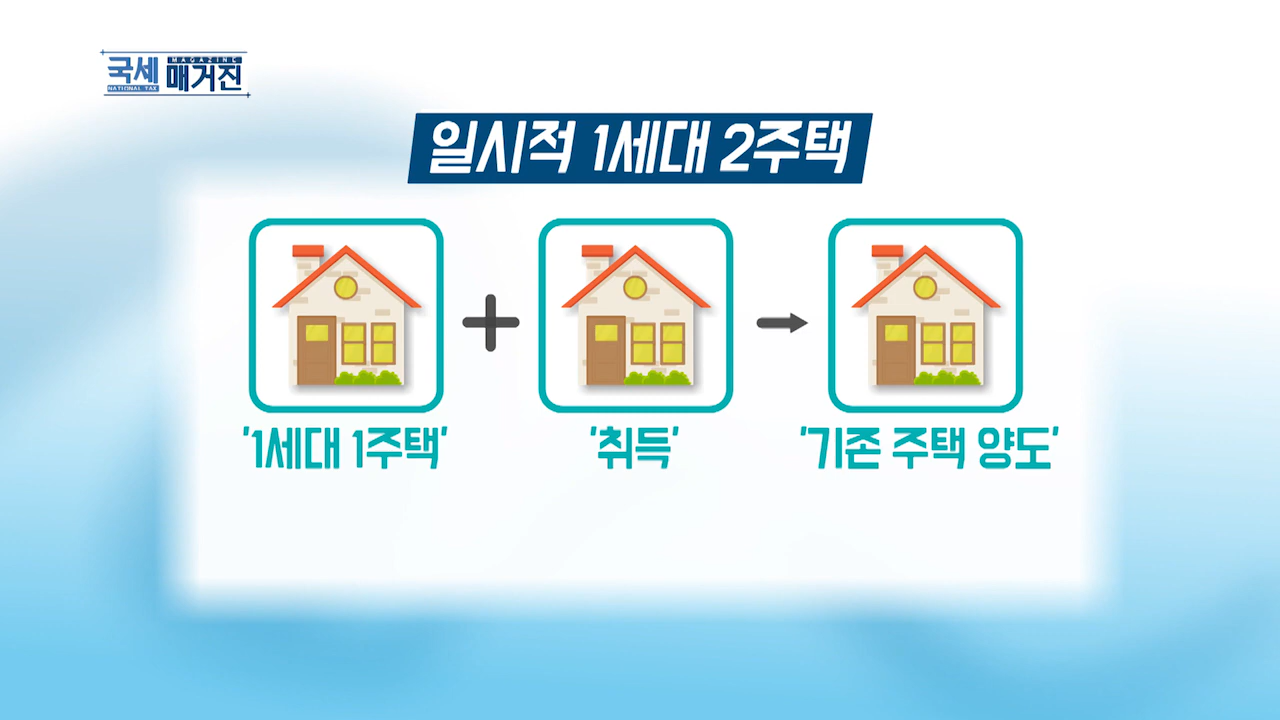 국세 MAGAZINE
NATIONAL TAX 매거진
일시적 1세대 2주택
'1세대 1주택'
'취득'
'기존 주택 양도'